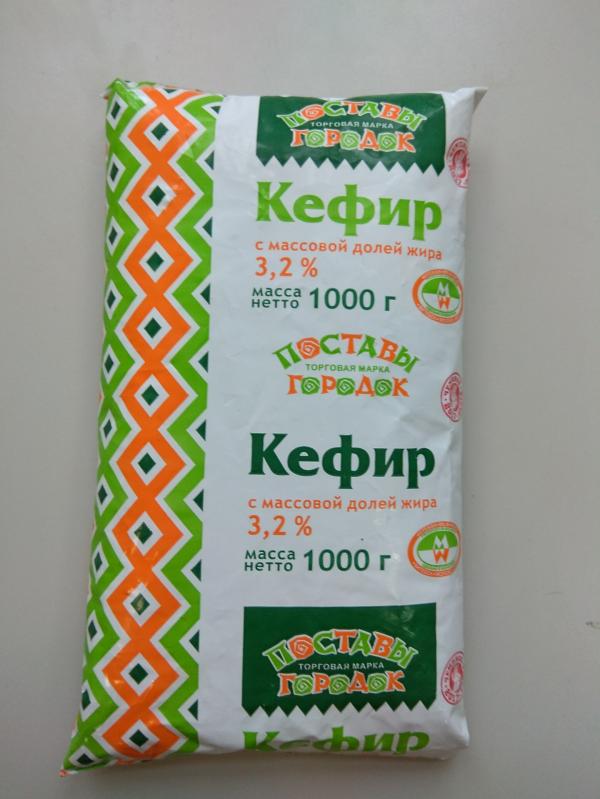 ПОСТАВЫ
ТОРГОВАЯ МАРКА
ГОРОДОК
Кефир
с массовой долей жира
3,2 %
масса
нетто 1000 г
ПОСТАВЫ
ТОРГОВАЯ МАРКА
ГОРОДОК
Кефир
с массовой долей жира
3,2 %
масса
нетто 1000 г
ПОСТАВЫ
ТОРГОВАЯ МАРКА
ГОРОДОК
Кефир